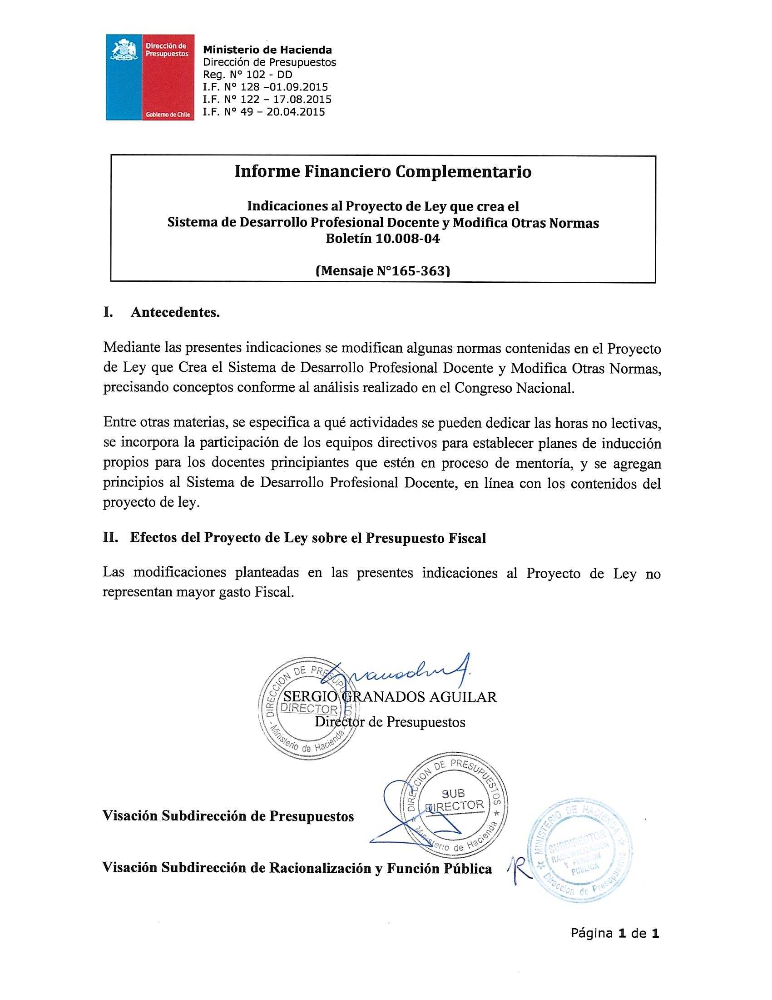 Dirección de
Presupuestos
Gobierno de Chile
Ministerio de Hacienda
Dirección de Presupuestos
Reg. Nº 102 - DD
I.F. Nº 128 –01.09.2015
I.F. Nº 122 – 17.08.2015
I.F. Nº 49 – 20.04.2015
Informe Financiero Complementario
Indicaciones al Proyecto de Ley que crea el
Sistema de Desarrollo Profesional Docente y Modifica Otras Normas
Boletín 10.008-04
(Mensaje N°165-363)
I. Antecedentes.
Mediante las presentes indicaciones se modifican algunas normas contenidas en el Proyecto
de Ley que Crea el Sistema de Desarrollo Profesional Docente y Modifica Otras Normas,
precisando conceptos conforme al análisis realizado en el Congreso Nacional.
Entre otras materias, se especifica a qué actividades se pueden dedicar las horas no lectivas,
se incorpora la participación de los equipos directivos para establecer planes de inducción
propios para los docentes principiantes que estén en proceso de mentoría, y se agregan
principios al Sistema de Desarrollo Profesional Docente, en línea con los contenidos del
proyecto de ley.
II. Efectos del Proyecto de Ley sobre el Presupuesto Fiscal
Las modificaciones planteadas en las presentes indicaciones al Proyecto de Ley no
representan mayor gasto Fiscal.
DIRECCION DE PRESUPUESTOS
DIRECTOR
Ministerio de Hacienda
SERGIO GRANADOS AGUILAR
Director de Presupuestos
DIRECCION DE PRESUPUESTOS
SUB
DIRECTOR
Ministerio de Hacienda
Visación Subdirección de Presupuestos
MINISTERIO DE HACIENDA
SUBDIRECTOR
RACIONALIZACION
Y FUNCION
PUBLICA
Direccion de Presupuestos
Visación Subdirección de Racionalización y Función Pública
Página 1 de 1